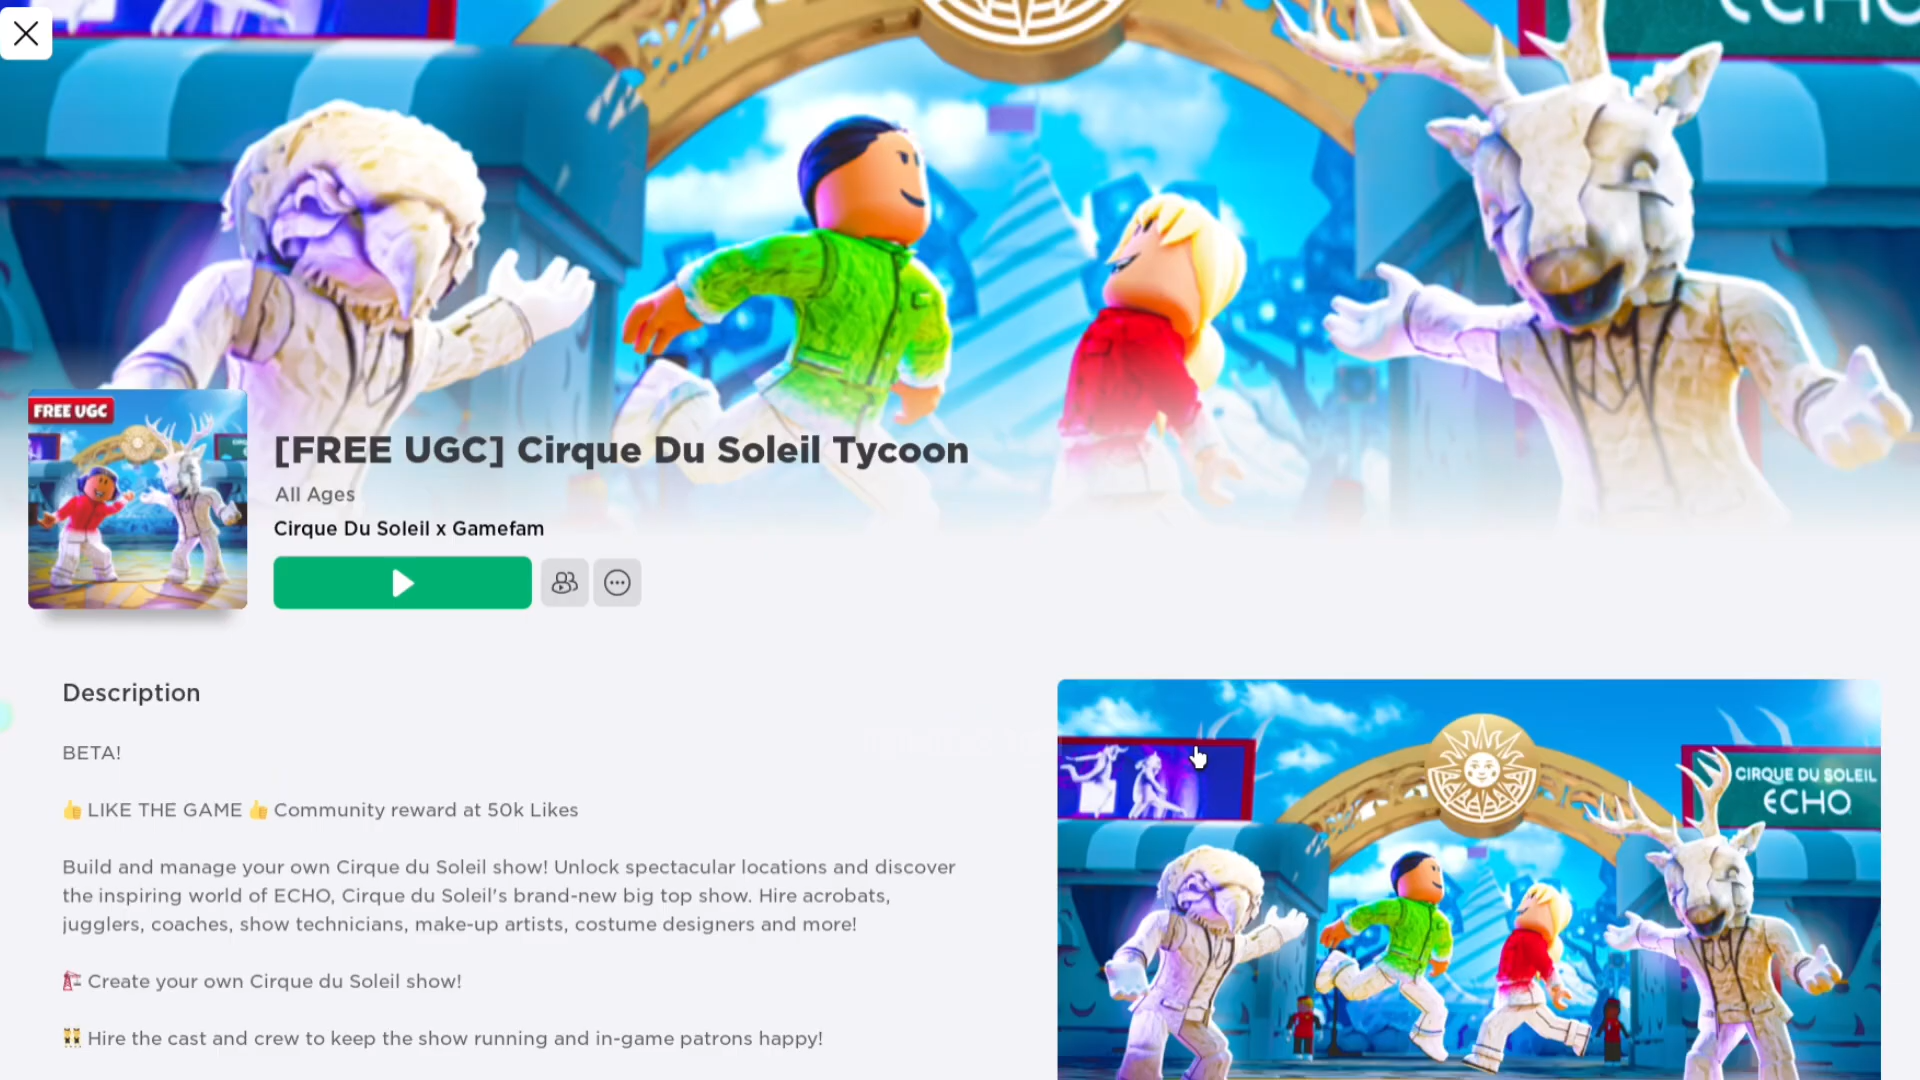 ECHO
FREE UGC
[FREE UGC] Cirque Du Soleil Tycoon
All Ages
Cirque Du Soleil x Gamefam
Description
BETA!
👍 LIKE THE GAME 👍 Community reward at 50k Likes
Build and manage your own Cirque du Soleil show! Unlock spectacular locations and discover
the inspiring world of ECHO, Cirque du Soleil's brand-new big top show. Hire acrobats,
jugglers, coaches, show technicians, make-up artists, costume designers and more!
🏗️ Create your own Cirque du Soleil show!
👯 Hire the cast and crew to keep the show running and in-game patrons happy!
CIRQUE DU SOLEIL
ECHO